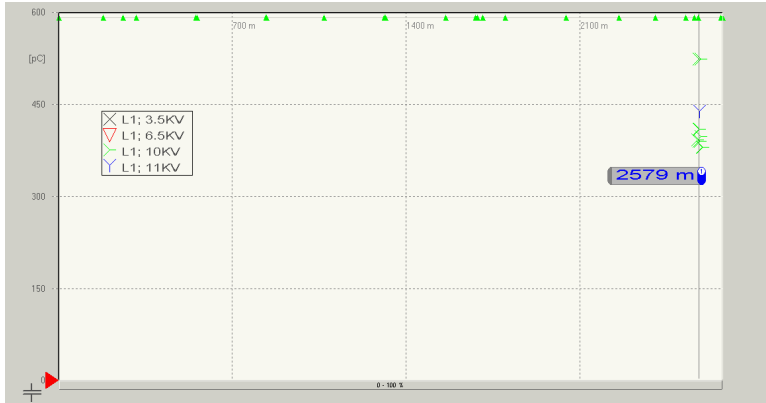 600
700 m
1400 m
2100 m
[pC]
450
L1; 3.5KV
L1; 6.5KV
L1; 10KV
L1; 11KV
2579 m
300
150
0
0 - 100 %